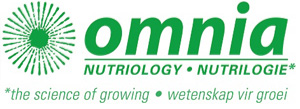 omnia
NUTRIOLOGY • NUTRILOGIE*
*the science of growing • wetenskap vir groei